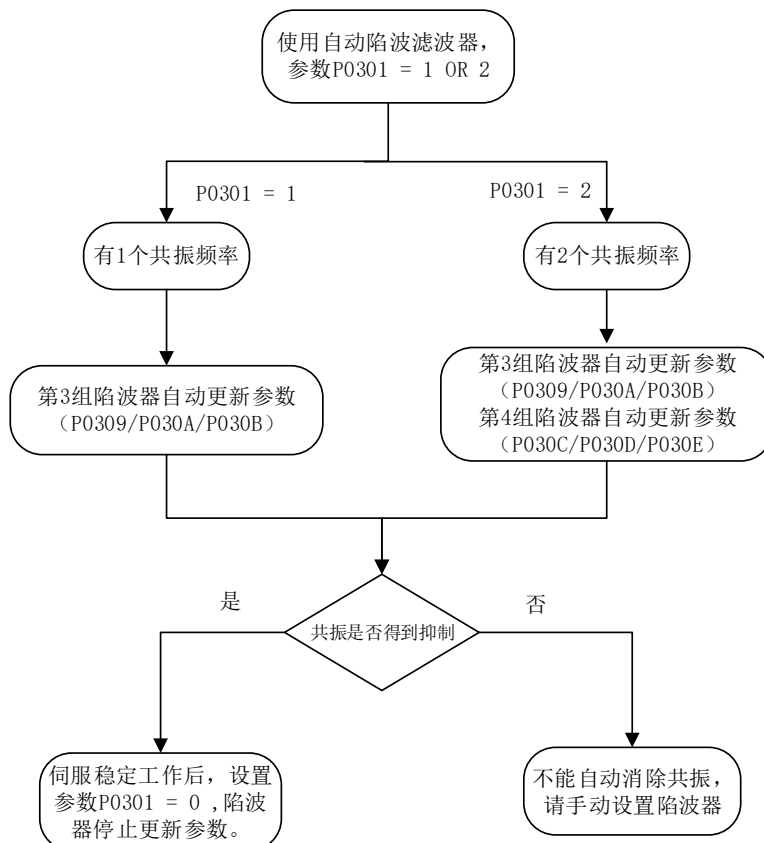 使用自动陷波滤波器，
参数P0301 = 1 OR 2
P0301 = 1
P0301 = 2
有1个共振频率
有2个共振频率
第3组陷波器自动更新参数
（P0309/P030A/P030B）
第3组陷波器自动更新参数
（P0309/P030A/P030B）
第4组陷波器自动更新参数
（P030C/P030D/P030E）
共振是否得到抑制
是
否
伺服稳定工作后，设置
参数P0301 = 0 ,陷波
器停止更新参数。
不能自动消除共振，
请手动设置陷波器